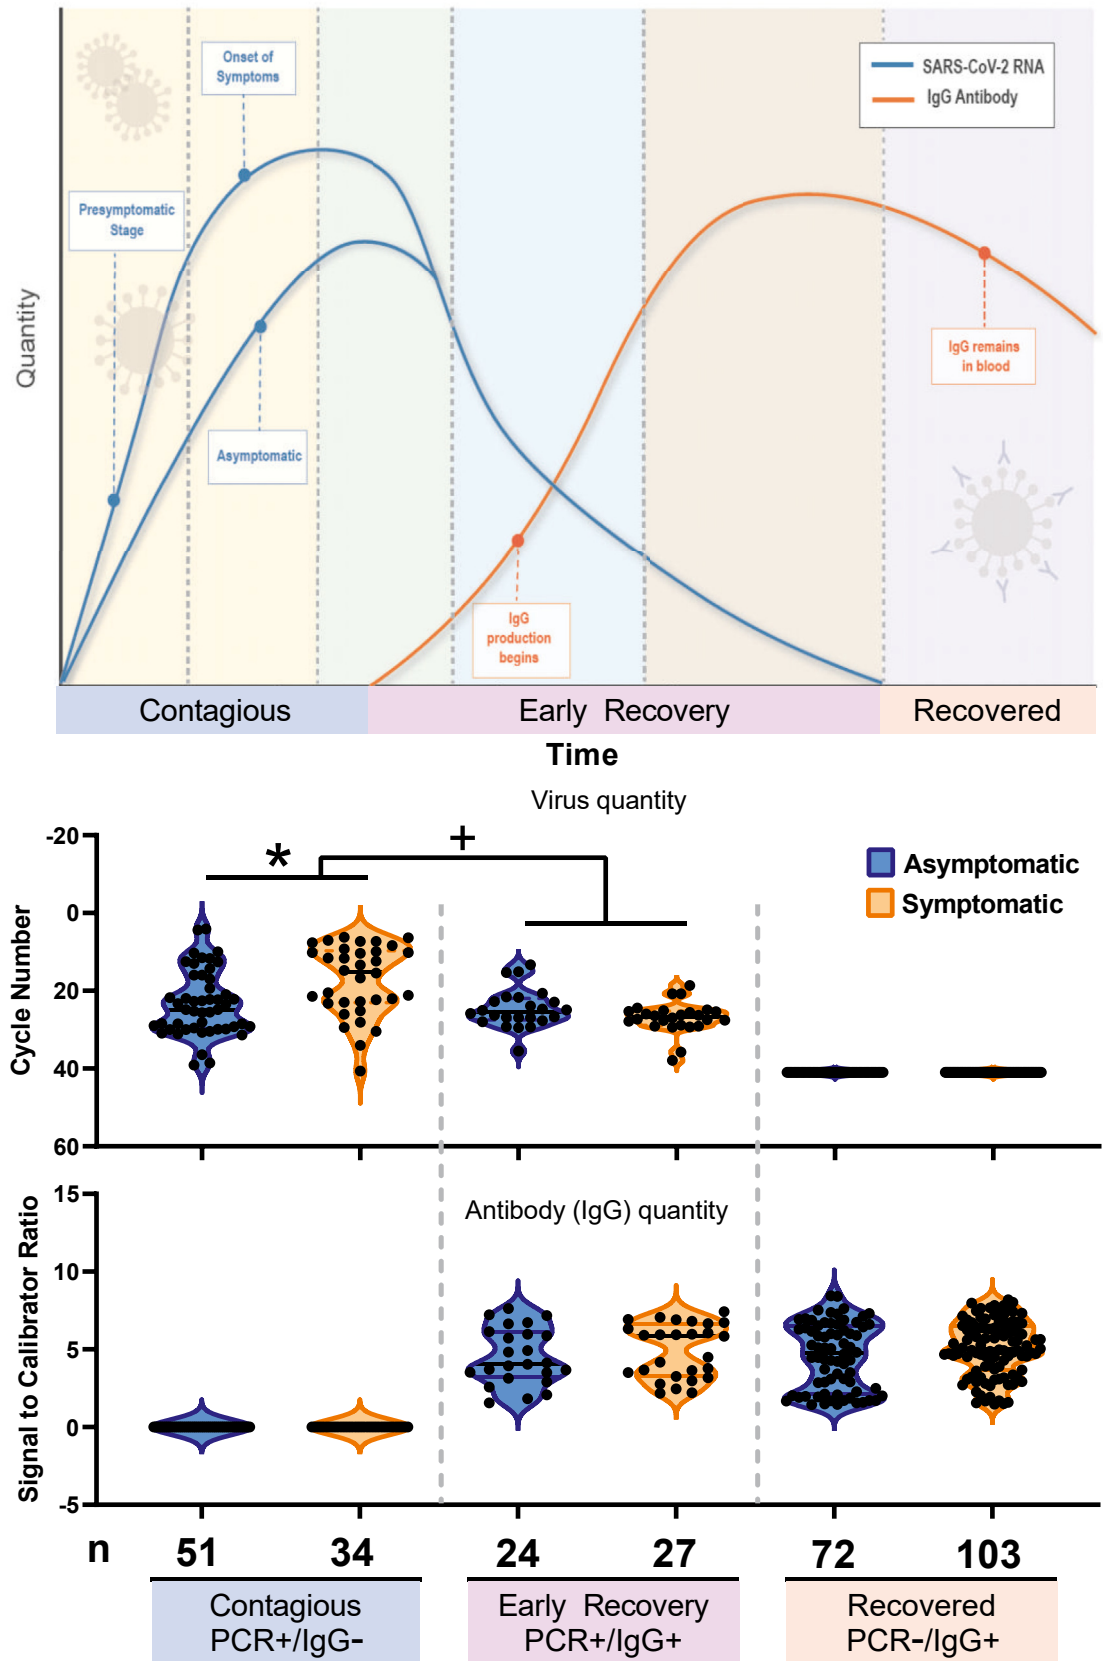 Onset of
Symptoms
SARS-CoV-2 RNA
IgG Antibody
Presymptomatic
Stage
Quantity
IgG remains
in blood
Asymptomatic
IgG
production
begins
Contagious
Early Recovery
Recovered
Time
Virus quantity
Cycle Number
-20
0
20
40
60
*
+
Asymptomatic
Symptomatic
Signal to Calibrator Ratio
15
10
5
0
-5
Antibody (IgG) quantity
n 51 34 24 27 72 103
Contagious
PCR+/IgG-
Early Recovery
PCR+/IgG+
Recovered
PCR-/IgG+